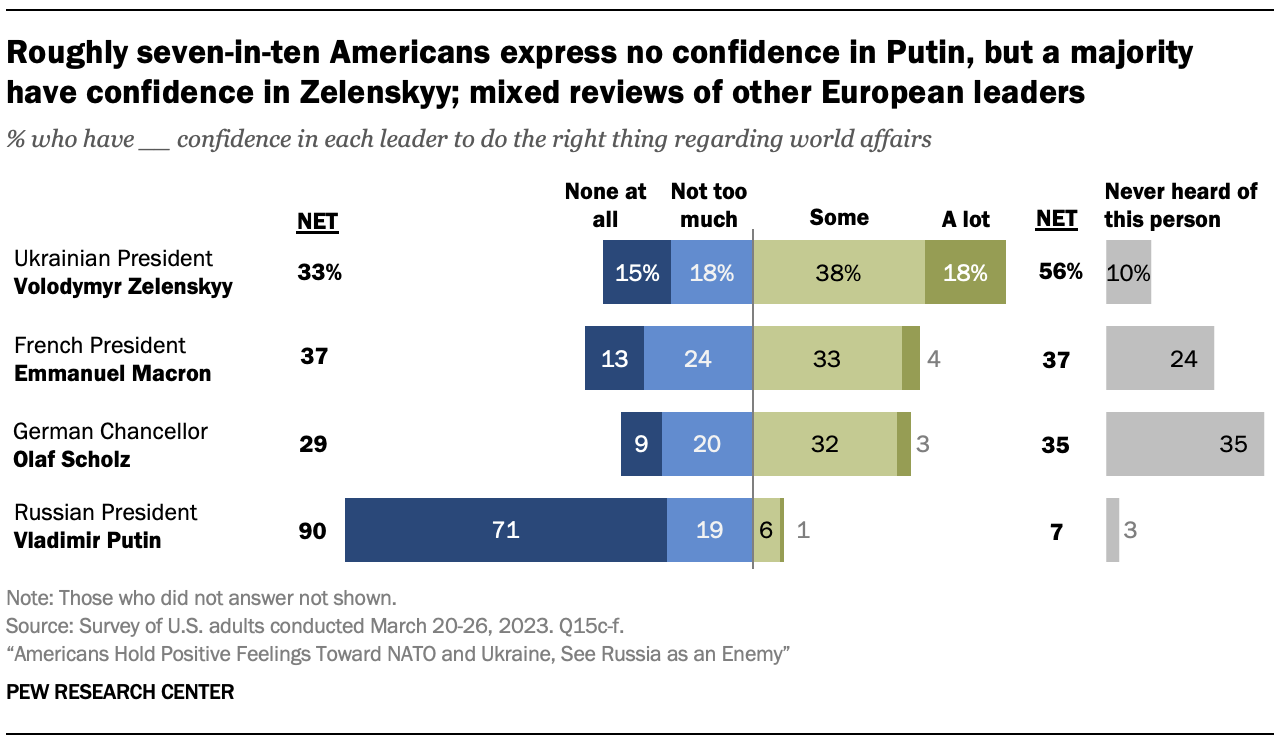 Roughly seven-in-ten Americans express no confidence in Putin, but a majority
have confidence in Zelenskyy; mixed reviews of other European leaders
% who have __ confidence in each leader to do the right thing regarding world affairs
NET None at all Not too much Some A lot NET Never heard of this person
Ukrainian President
Volodymyr Zelenskyy 33% 15% 18% 38% 18% 56% 10%
French President
Emmanuel Macron 37 13 24 33 4 37 24
German Chancellor
Olaf Scholz 29 9 20 32 3 35 35
Russian President
Vladimir Putin 90 71 19 6 1 7 3
Note: Those who did not answer not shown.
Source: Survey of U.S. adults conducted March 20-26, 2023. Q15c-f.
“Americans Hold Positive Feelings Toward NATO and Ukraine, See Russia as an Enemy”
PEW RESEARCH CENTER